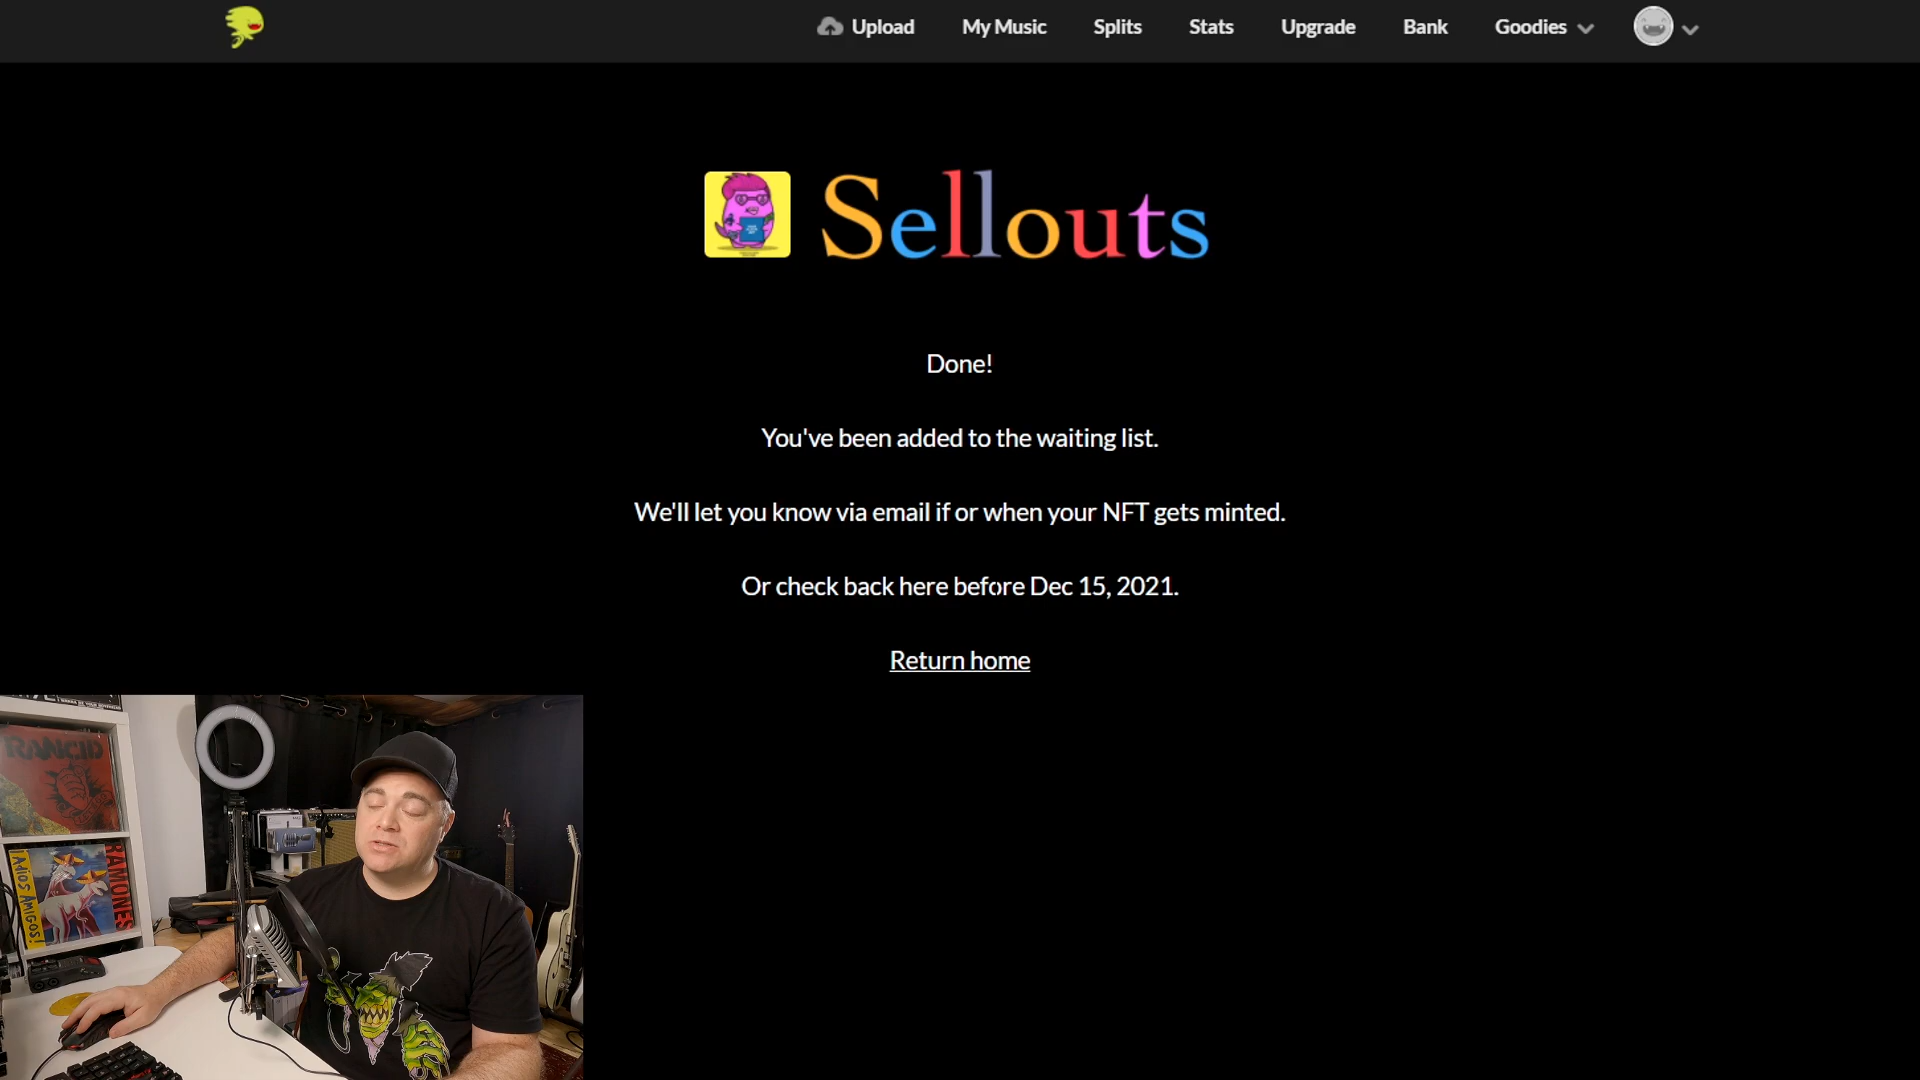 Upload My Music Splits Stats Upgrade Bank Goodies
Sellouts
Done!
You've been added to the waiting list.
We'll let you know via email if or when your NFT gets minted.
Or check back here before Dec 15, 2021.
Return home
RANCID
RAMONES
¡ADIOS AMIGOS!